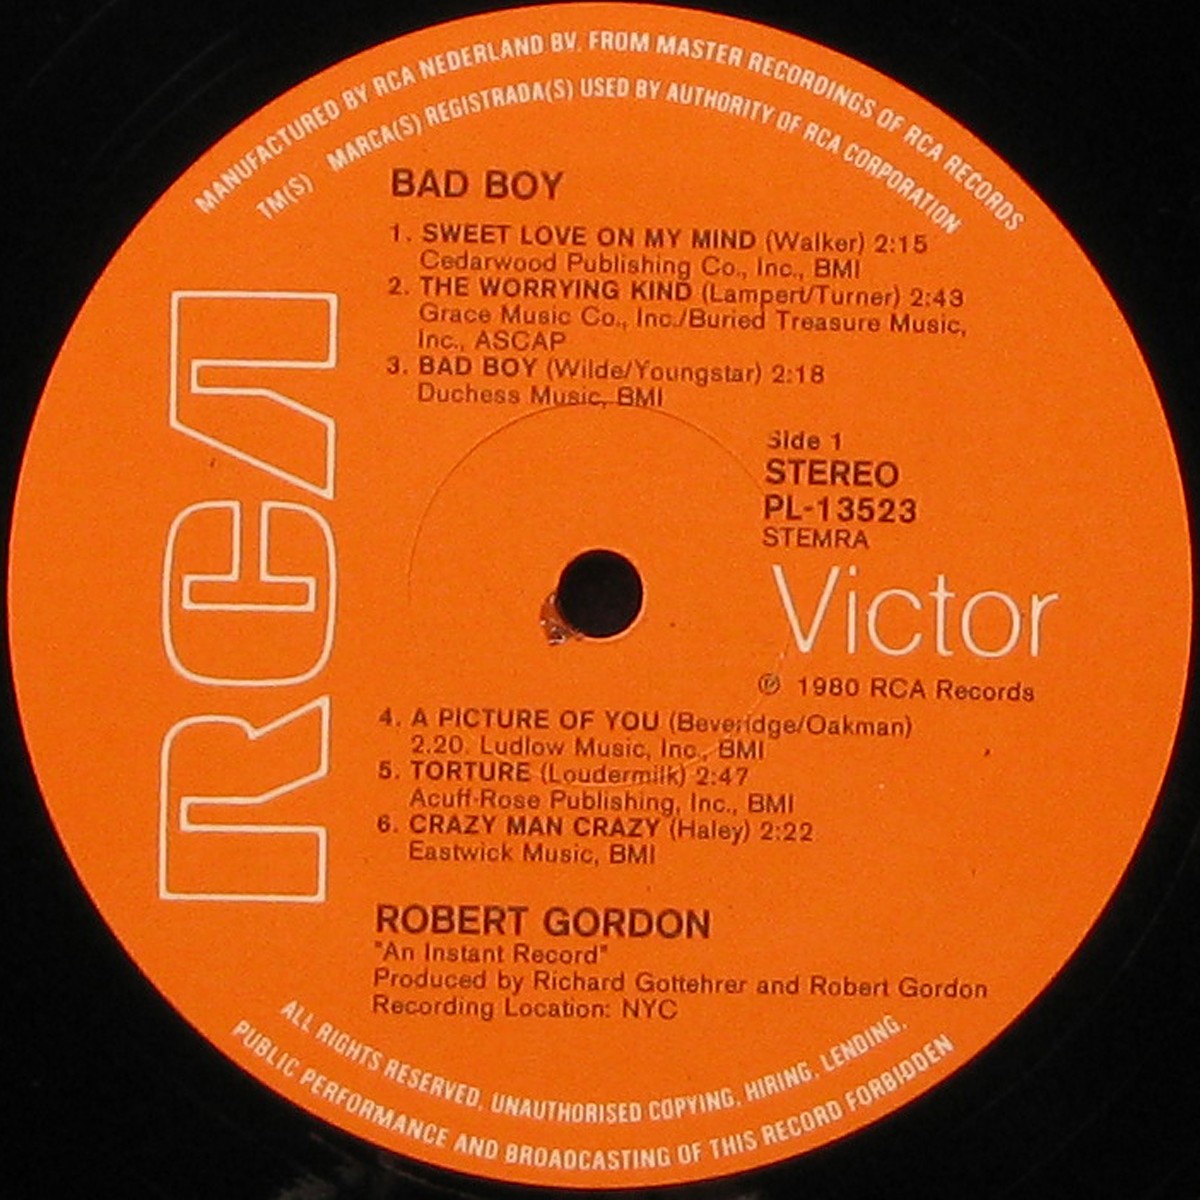 MANUFACTURED BY RCA NEDERLAND BV, FROM MASTER RECORDINGS OF RCA RECORDS
TM(S) MARCA(S) REGISTRADA(S) USED BY AUTHORITY OF RCA CORPORATION
BAD BOY
1. SWEET LOVE ON MY MIND (Walker) 2:15
Cedarwood Publishing Co., Inc., BMI
2. THE WORRYING KIND (Lampert/Turner) 2:43
Grace Music Co., Inc./Buried Treasure Music,
Inc., ASCAP
3. BAD BOY (Wilde/Youngstar) 2:18
Duchess Music, BMI
RCA
Side 1
STEREO
PL-13523
STEMRA
Victor
℗ 1980 RCA Records
4. A PICTURE OF YOU (Beveridge/Oakman)
2.20. Ludlow Music, Inc., BMI
5. TORTURE (Loudermilk) 2:47
Acuff-Rose Publishing, Inc., BMI
6. CRAZY MAN CRAZY (Haley) 2:22
Eastwick Music, BMI
ROBERT GORDON
"An Instant Record"
Produced by Richard Gottehrer and Robert Gordon
Recording Location: NYC
ALL RIGHTS RESERVED, UNAUTHORISED COPYING, HIRING, LENDING,
PUBLIC PERFORMANCE AND BROADCASTING OF THIS RECORD FORBIDDEN